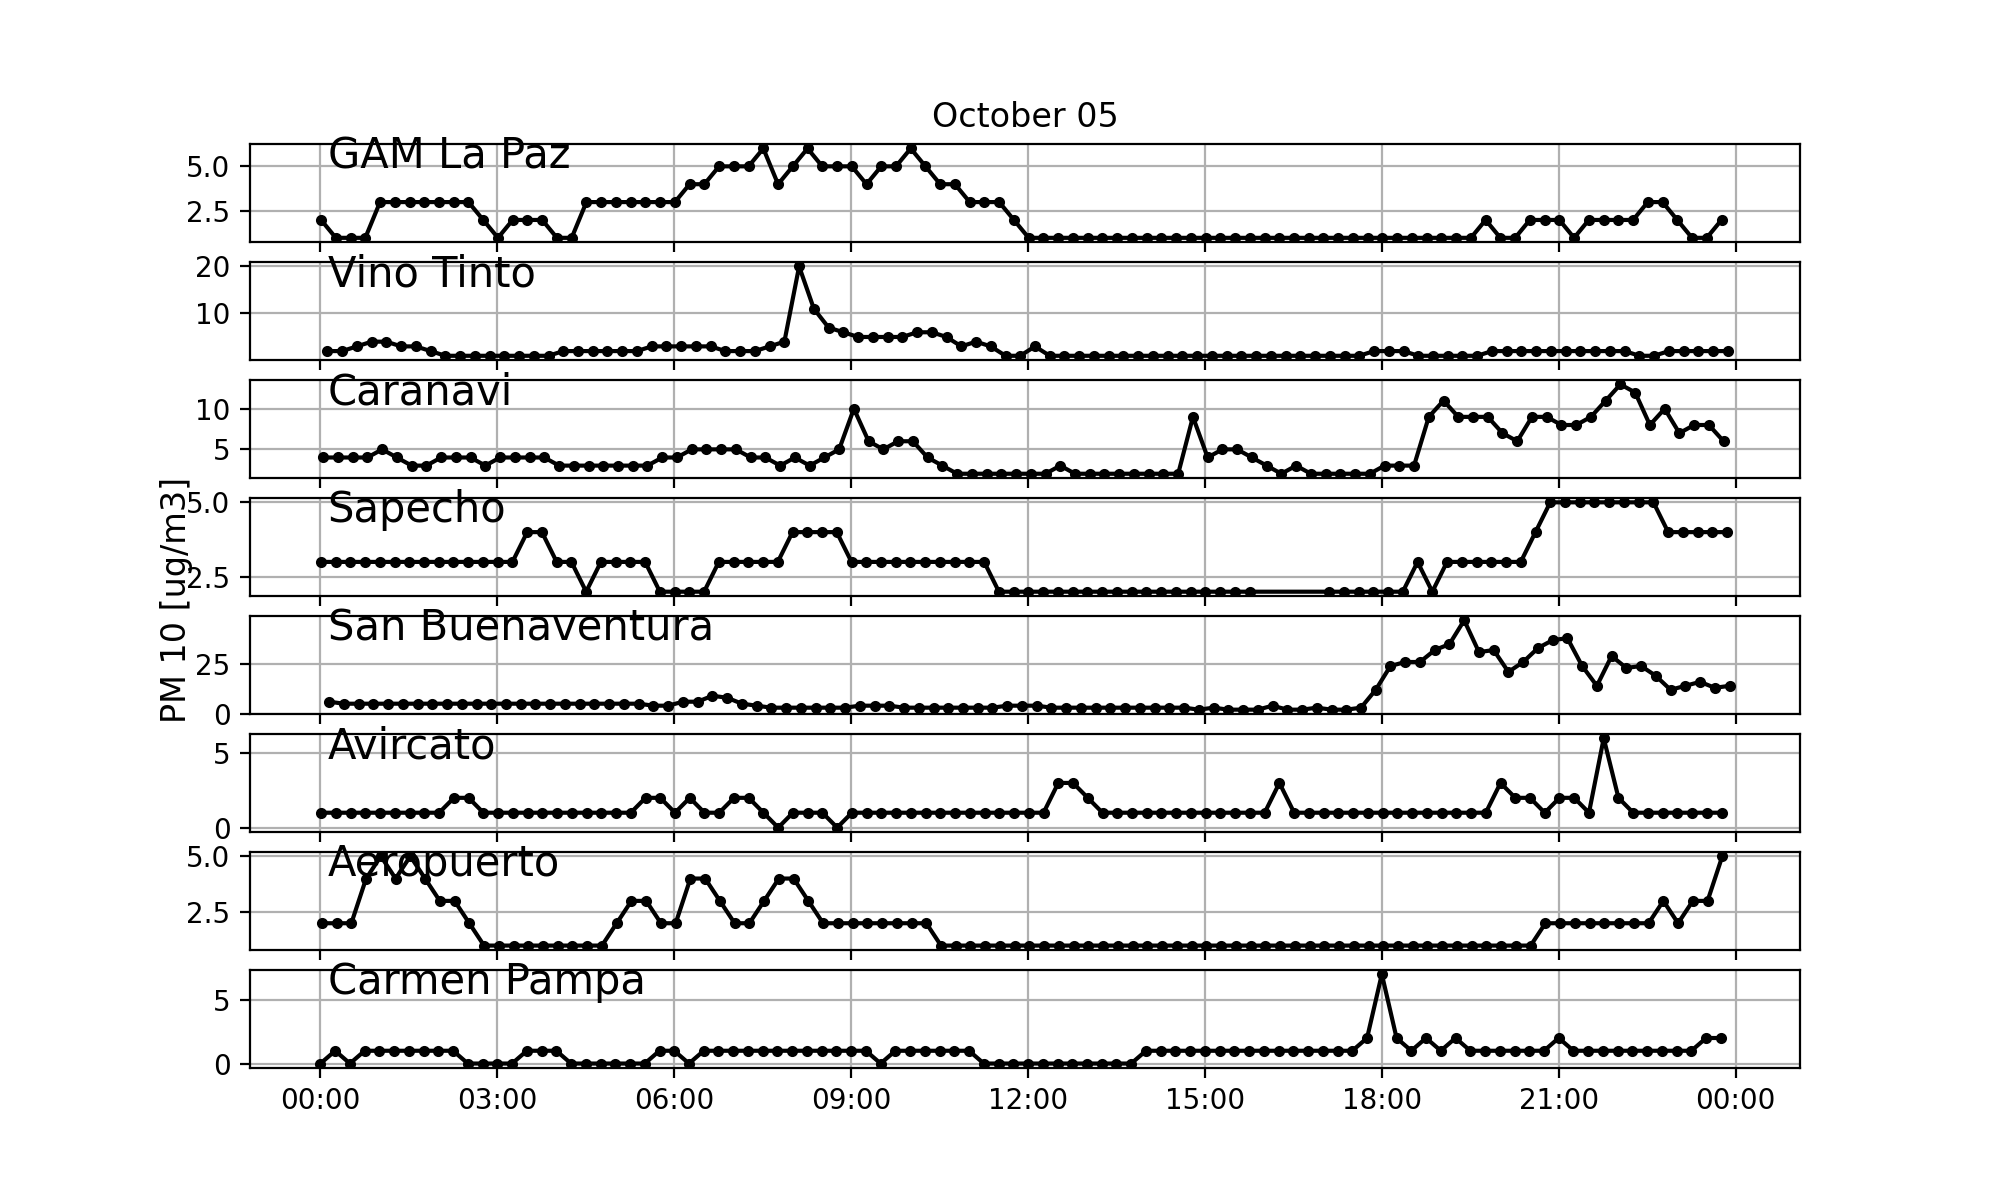 October 05
GAM La Paz
5.0
2.5
Vino Tinto
20
10
Caranavi
10
5
Sapecho
5.0
2.5
PM 10 [ug/m3]
San Buenaventura
25
0
Avircato
5
0
Aeropuerto
5.0
2.5
Carmen Pampa
5
0
00:00 03:00 06:00 09:00 12:00 15:00 18:00 21:00 00:00